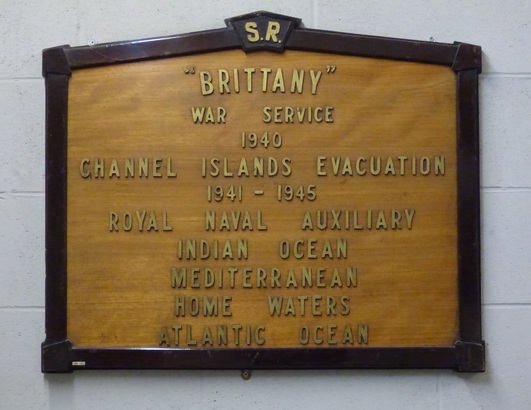 S.R.
"BRITTANY"
WAR SERVICE
1940
CHANNEL ISLANDS EVACUATION
1941 - 1945
ROYAL NAVAL AUXILIARY
INDIAN OCEAN
MEDITERRANEAN
HOME WATERS
ATLANTIC OCEAN